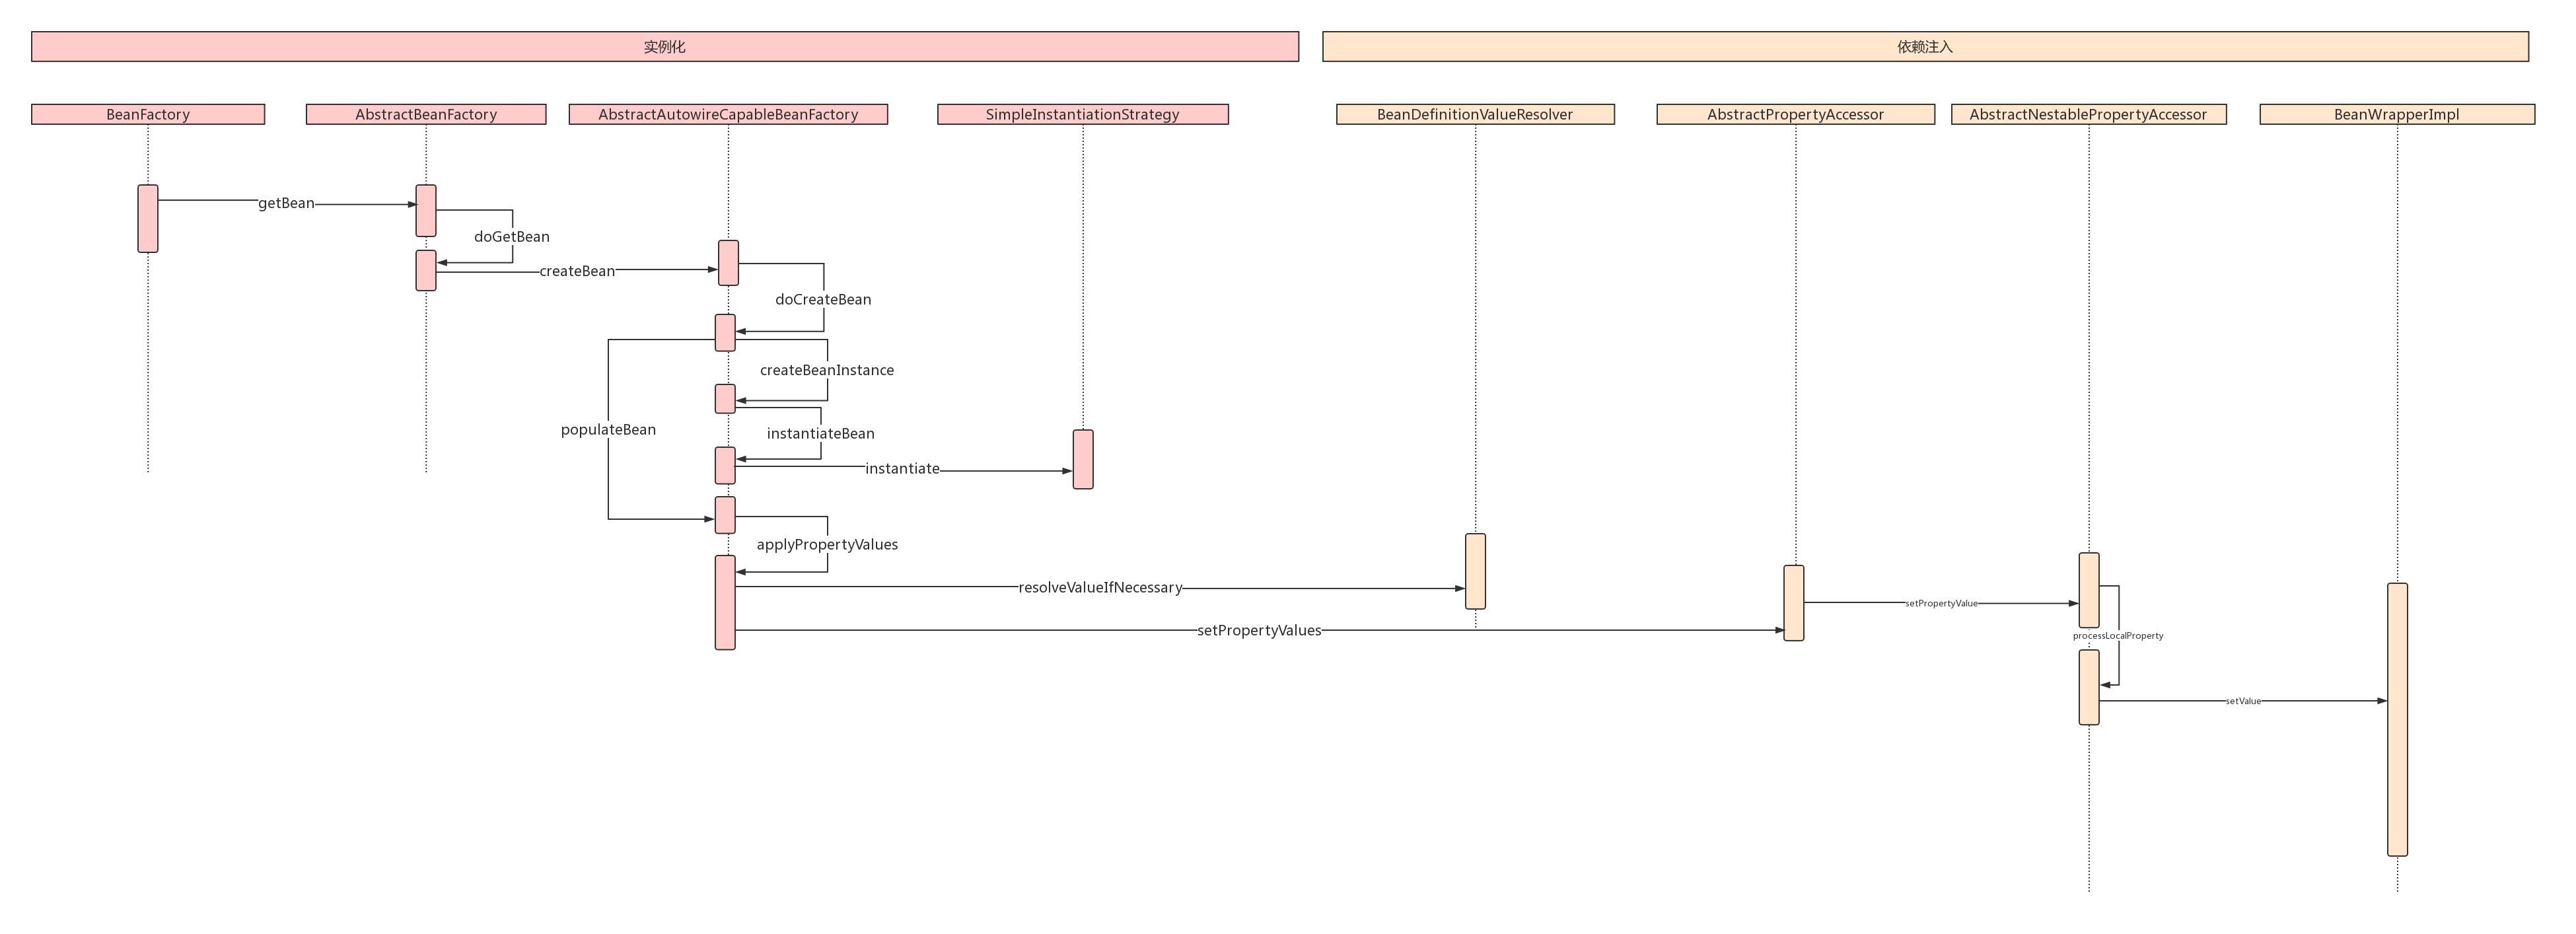 实例化
依赖注入
BeanFactory
AbstractBeanFactory
AbstractAutowireCapableBeanFactory
SimpleInstantiationStrategy
BeanDefinitionValueResolver
AbstractPropertyAccessor
AbstractNestablePropertyAccessor
BeanWrapperImpl
getBean
doGetBean
createBean
doCreateBean
createBeanInstance
populateBean
instantiateBean
instantiate
applyPropertyValues
resolveValueIfNecessary
setPropertyValue
setPropertyValues
processLocalProperty
setValue